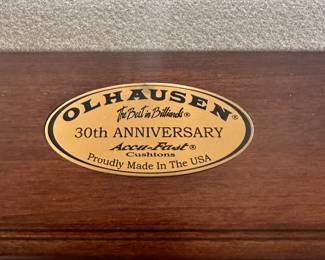 OLHAUSEN®
The Best in Billiards®
30th ANNIVERSARY
Accu-Fast®
Cushions
Proudly Made In The USA